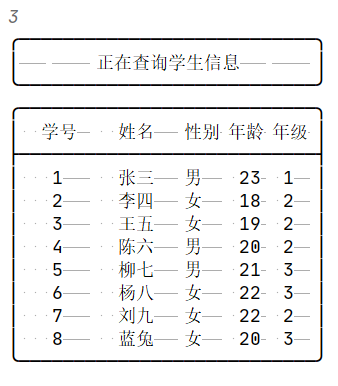 3
正在查询学生信息
学号 姓名 性别 年龄 年级
1 张三 男 23 1
2 李四 女 18 2
3 王五 女 19 2
4 陈六 男 20 2
5 柳七 男 21 3
6 杨八 女 22 3
7 刘九 女 22 2
8 蓝兔 女 20 3